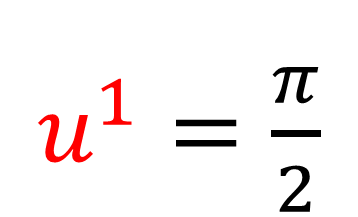 u¹ = π/2